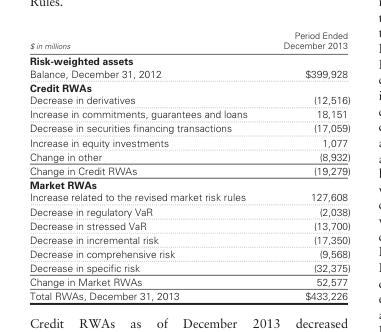 Rules.
Period Ended
$ in millions December 2013
Risk-weighted assets
Balance, December 31, 2012 $399,928
Credit RWAs
Decrease in derivatives (12,516)
Increase in commitments, guarantees and loans 18,151
Decrease in securities financing transactions (17,059)
Increase in equity investments 1,077
Change in other (8,932)
Change in Credit RWAs (19,279)
Market RWAs
Increase related to the revised market risk rules 127,608
Decrease in regulatory VaR (2,038)
Decrease in stressed VaR (13,700)
Decrease in incremental risk (17,350)
Decrease in comprehensive risk (9,568)
Decrease in specific risk (32,375)
Change in Market RWAs 52,577
Total RWAs, December 31, 2013 $433,226
Credit RWAs as of December 2013 decreased